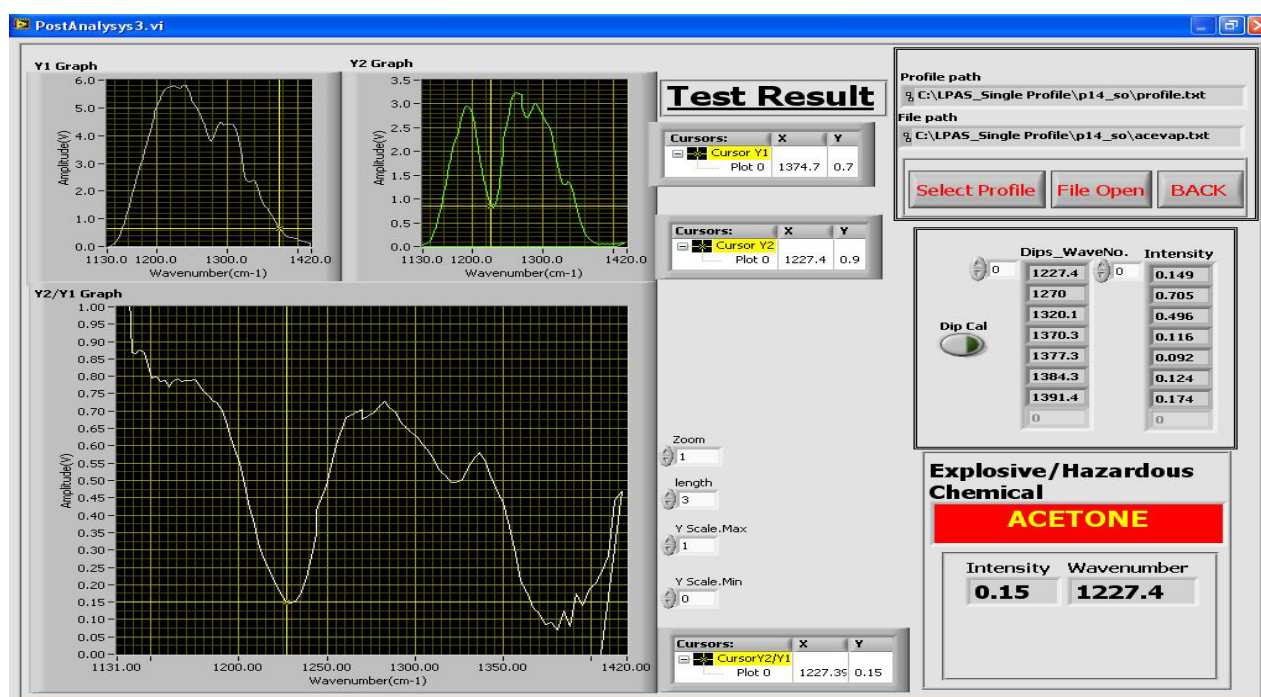 PostAnalysys3.vi
Y1 Graph
6.0
5.0
4.0
3.0
2.0
1.0
0.0
Amplitude(V)
1130.0 1200.0 1300.0 1420.0
Wavenumber(cm-1)
Y2 Graph
3.5
3.0
2.5
2.0
1.5
1.0
0.5
0.0
Amplitude(V)
1130.0 1200.0 1300.0 1420.0
Wavenumber(cm-1)
Test Result
Cursors: X Y
Cursor Y1
Plot 0 1374.7 0.7
Cursors: X Y
Cursor Y2
Plot 0 1227.4 0.9
Profile path
C:\LPAS_Single Profile\p14_so\profile.txt
File path
C:\LPAS_Single Profile\p14_so\acevap.txt
Select Profile File Open BACK
Y2/Y1 Graph
1.00
0.95
0.90
0.85
0.80
0.75
0.70
0.65
0.60
0.55
0.50
0.45
0.40
0.35
0.30
0.25
0.20
0.15
0.10
0.05
0.00
Amplitude(V)
1131.00 1200.00 1250.00 1300.00 1350.00 1420.00
Wavenumber(cm-1)
Zoom
1
length
3
Y Scale.Max
1
Y Scale.Min
0
Cursors: X Y
CursorY2/Y1
Plot 0 1227.39 0.15
Dips_WaveNo. Intensity
0 1227.4 0 0.149
1270 0.705
1320.1 0.496
1370.3 0.116
1377.3 0.092
1384.3 0.124
1391.4 0.174
0 0
Dip Cal
Explosive/Hazardous
Chemical
ACETONE
Intensity Wavenumber
0.15 1227.4